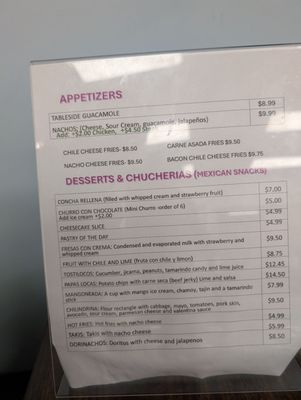 APPETIZERS
TABLESIDE GUACAMOLE $8.99
NACHOS: (Cheese, Sour Cream, guacamole, jalapeños) $9.99
Add: +$2.00 Chicken, +$4.50
CHILE CHEESE FRIES- $8.50 CARNE ASADA FRIES $9.50
NACHO CHEESE FRIES- $9.50 BACON CHILE CHEESE FRIES $9.75
DESSERTS & CHUCHERIAS (MEXICAN SNACKS)
CONCHA RELLENA (filled with whipped cream and strawberry fruit) $7.00
CHURRO CON CHOCOLATE (Mini Churro -order of 6) $5.00
Add ice cream +$2.00
CHEESECAKE SLICE $4.99
PASTRY OF THE DAY $4.99
FRESAS CON CREMA: Condensed and evaporated milk with strawberry and $9.50
whipped cream
FRUIT WITH CHILE AND LIME (fruta con chile y limon) $8.75
TOSTILOCOS: Cucumber, jicama, peanuts, tamarindo candy and lime juice $12.45
PAPAS LOCAS: Potato chips with carne seca (beef jerky) Lime and salsa $14.50
MANGONEADA: A cup with mango ice cream, chamoy, tajin and a tamarindo $7.99
stick
CHILINDRINA: Flour rectangle with cabbage, mayo, tomatoes, pork skin, $9.50
avocado, sour cream, parmesan cheese and valentina sauce
HOT FRIES: Hot fries with nacho cheese $4.99
TAKIS: Takis with nacho cheese $5.99
DORINACHOS: Doritos with cheese and jalapenos $8.50